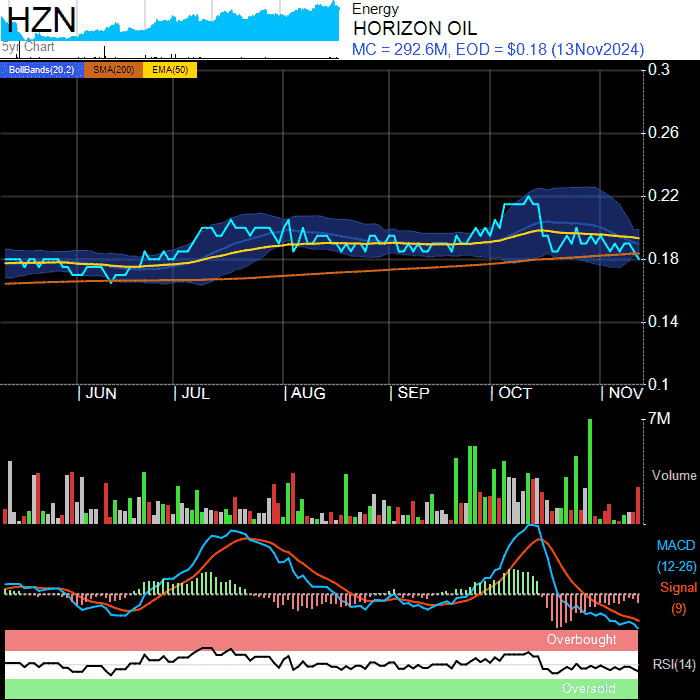 HZN
5yr Chart
Energy
HORIZON OIL
MC = 292.6M, EOD = $0.18 (13Nov2024)
BollBands(20,2) SMA(200) EMA(50)
0.3
0.26
0.22
0.18
0.14
0.1
JUN JUL AUG SEP OCT NOV
7M
Volume
MACD
(12-26)
Signal
(9)
Overbought
RSI(14)
Oversold